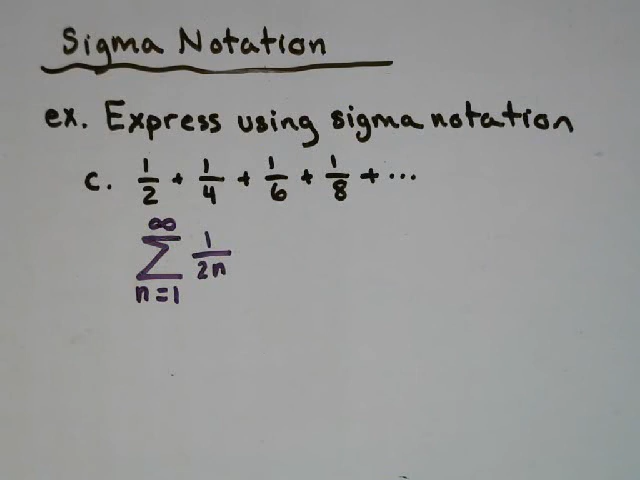 Sigma Notation
ex. Express using sigma notation
c. 1/2 + 1/4 + 1/6 + 1/8 + ...
∞
∑ 1/2n
n=1